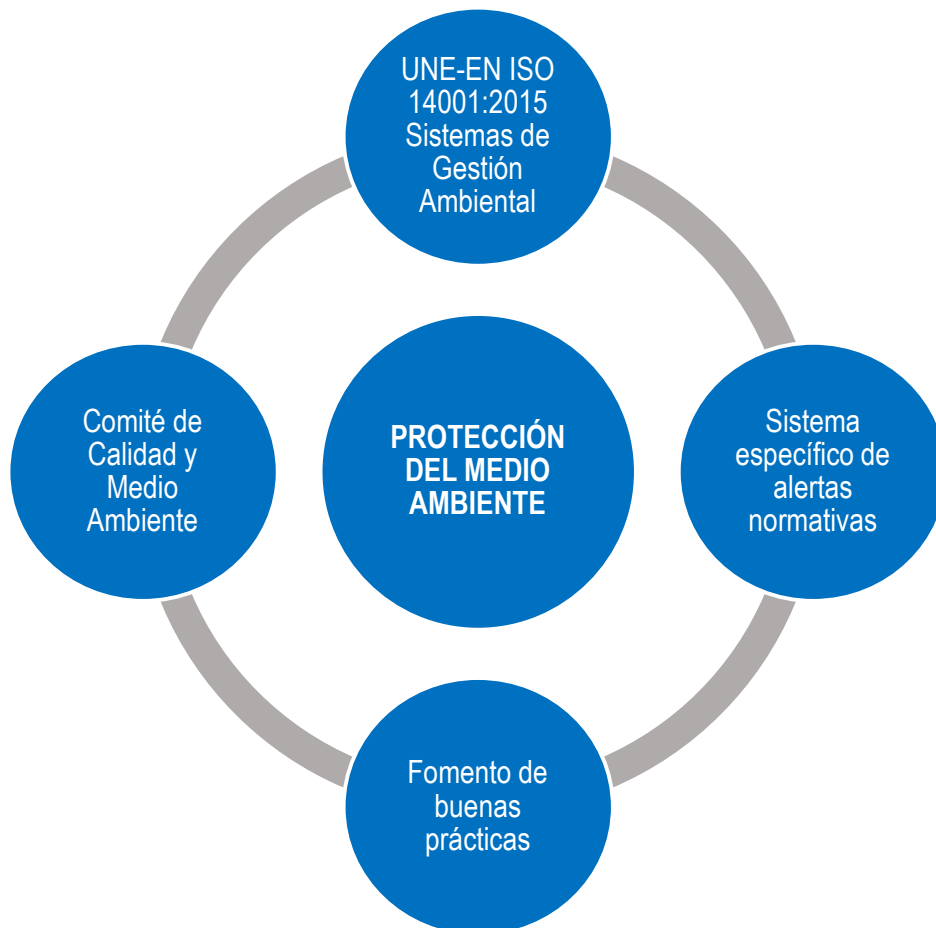 UNE-EN ISO
14001:2015
Sistemas de
Gestión
Ambiental
Comité de
Calidad y
Medio
Ambiente
PROTECCIÓN
DEL MEDIO
AMBIENTE
Sistema
específico de
alertas
normativas
Fomento de
buenas
prácticas